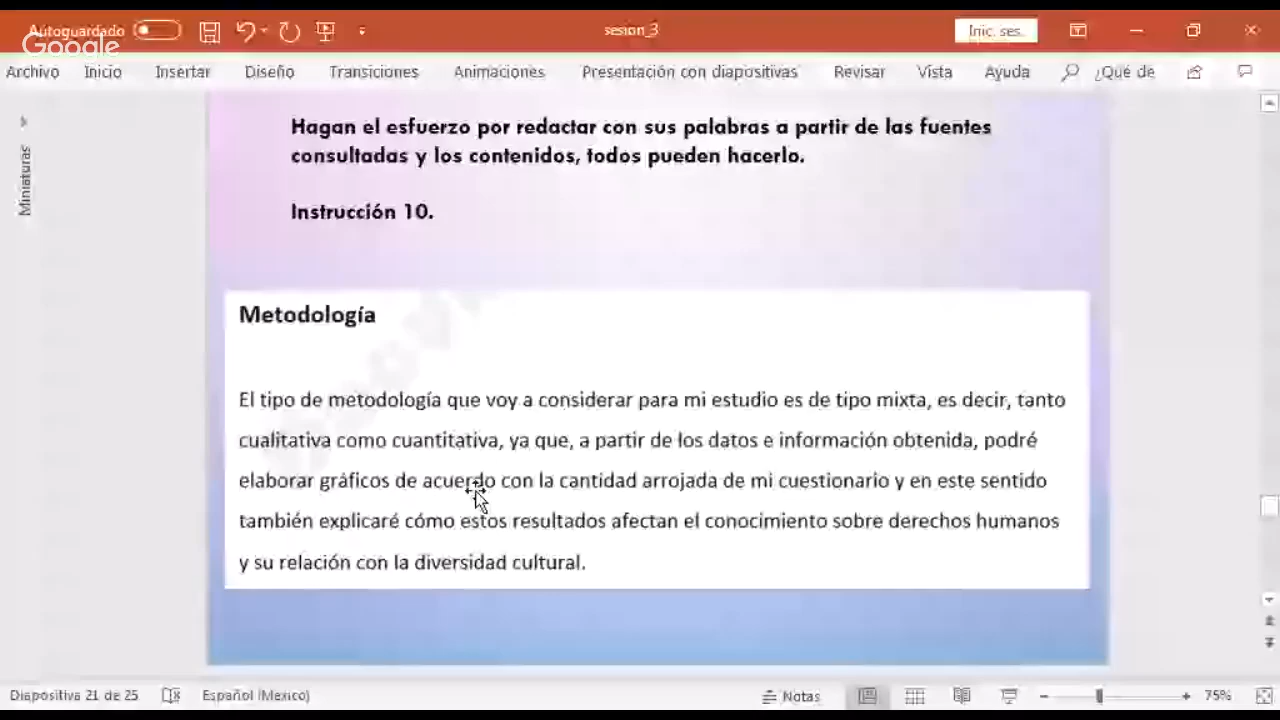 Autoguardado
sesion_3
Inic. ses.
Google
Archivo Inicio Insertar Diseño Transiciones Animaciones Presentación con diapositivas Revisar Vista Ayuda ¿Qué de
Miniaturas
Hagan el esfuerzo por redactar con sus palabras a partir de las fuentes
consultadas y los contenidos, todos pueden hacerlo.
Instrucción 10.
Metodología
El tipo de metodología que voy a considerar para mi estudio es de tipo mixta, es decir, tanto
cualitativa como cuantitativa, ya que, a partir de los datos e información obtenida, podré
elaborar gráficos de acuerdo con la cantidad arrojada de mi cuestionario y en este sentido
también explicaré cómo estos resultados afectan el conocimiento sobre derechos humanos
y su relación con la diversidad cultural.
Diapositiva 21 de 25 Español (México) Notas 75%